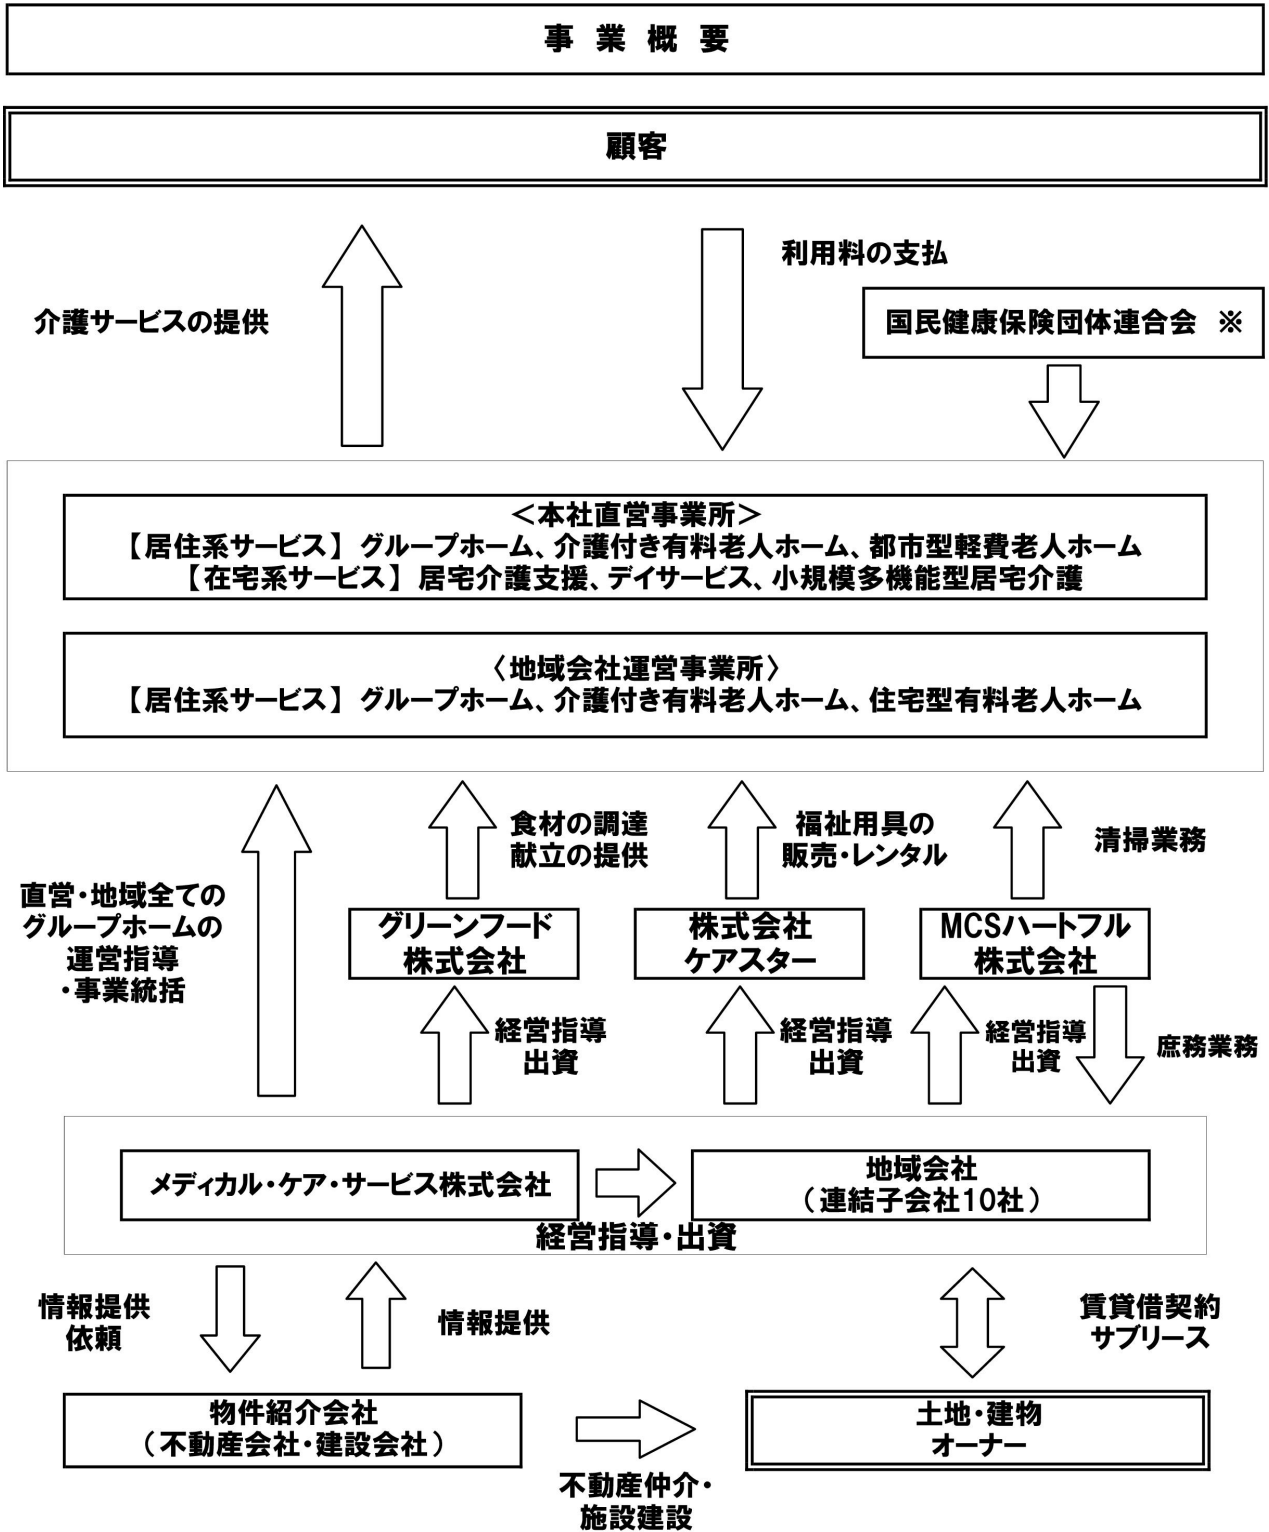 事業概要
顧客
利用料の支払
介護サービスの提供
国民健康保険団体連合会 ※
＜本社直営事業所＞
【居住系サービス】グループホーム、介護付き有料老人ホーム、都市型軽費老人ホーム
【在宅系サービス】居宅介護支援、デイサービス、小規模多機能型居宅介護
〈地域会社運営事業所〉
【居住系サービス】グループホーム、介護付き有料老人ホーム、住宅型有料老人ホーム
直営・地域全ての
グループホームの
運営指導
・事業統括
食材の調達
献立の提供
福祉用具の
販売・レンタル
清掃業務
グリーンフード
株式会社
株式会社
ケアスター
MCSハートフル
株式会社
経営指導
出資
経営指導
出資
経営指導
出資
庶務業務
メディカル・ケア・サービス株式会社
地域会社
（連結子会社10社）
経営指導・出資
情報提供
依頼
情報提供
賃貸借契約
サブリース
物件紹介会社
（不動産会社・建設会社）
土地・建物
オーナー
不動産仲介・
施設建設